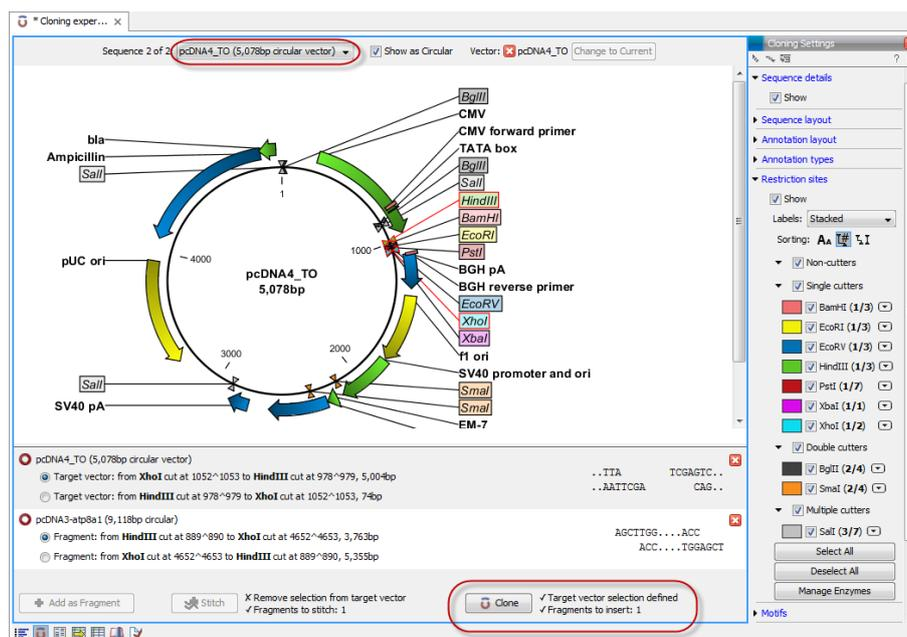 * Cloning exper...
Sequence 2 of 2
pcDNA4_TO (5,078bp circular vector)
Show as Circular
Vector: pcDNA4_TO
Change to Current
BglII
CMV
CMV forward primer
TATA box
BglII
SalI
HindIII
BamHI
EcoRI
PstI
BGH pA
BGH reverse primer
EcoRV
XhoI
XbaI
f1 ori
SV40 promoter and ori
SmaI
SmaI
EM-7
bla
Ampicillin
SalI
pUC ori
SalI
SV40 pA
1
1000
2000
3000
4000
pcDNA4_TO
5,078bp
pcDNA4_TO (5,078bp circular vector)
Target vector: from XhoI cut at 1052^1053 to HindIII cut at 978^979, 5,004bp
Target vector: from HindIII cut at 978^979 to XhoI cut at 1052^1053, 74bp
..TTA TCGAGTC..
..AATTCGA CAG..
pcDNA3-atp8a1 (9,118bp circular)
Fragment: from HindIII cut at 889^890 to XhoI cut at 4652^4653, 3,763bp
Fragment: from XhoI cut at 4652^4653 to HindIII cut at 889^890, 5,355bp
AGCTTGG....ACC
ACC....TGGAGCT
Add as Fragment
Stitch
✗ Remove selection from target vector
✓ Fragments to stitch: 1
Clone
✓ Target vector selection defined
✓ Fragments to insert: 1
Cloning Settings
?
Sequence details
Show
Sequence layout
Annotation layout
Annotation types
Restriction sites
Show
Labels: Stacked
Sorting:
Non-cutters
Single cutters
BamHI (1/3)
EcoRI (1/3)
EcoRV (1/3)
HindIII (1/3)
PstI (1/7)
XbaI (1/1)
XhoI (1/2)
Double cutters
BglII (2/4)
SmaI (2/4)
Multiple cutters
SalI (3/7)
Select All
Deselect All
Manage Enzymes
Motifs